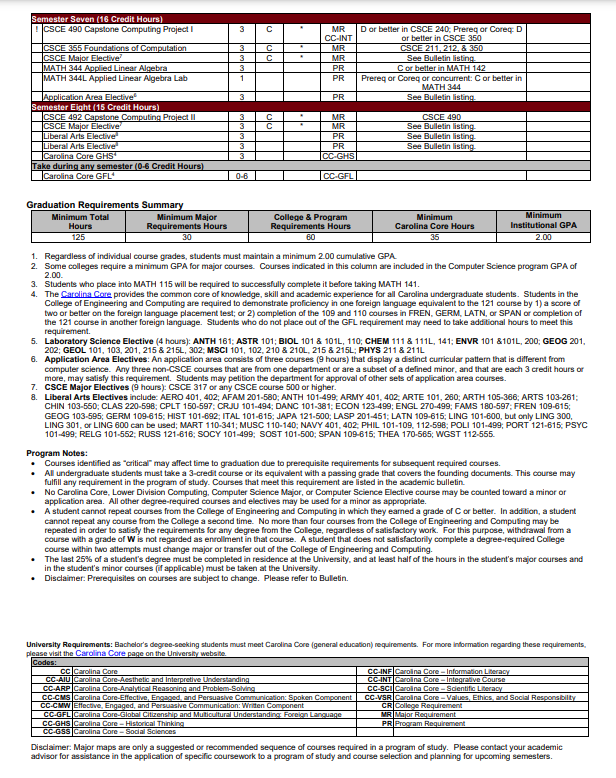 Semester Seven (16 Credit Hours)
! CSCE 490 Capstone Computing Project I 3 C * MR CC-INT D or better in CSCE 240; Prereq or Coreq: D or better in CSCE 350
CSCE 355 Foundations of Computation 3 C * MR CSCE 211, 212, & 350
CSCE Major Elective7 3 C * MR See Bulletin listing.
MATH 344 Applied Linear Algebra 3 PR C or better in MATH 142
MATH 344L Applied Linear Algebra Lab 1 PR Prereq or Coreq or concurrent: C or better in MATH 344
Application Area Elective6 3 PR See Bulletin listing.
Semester Eight (15 Credit Hours)
CSCE 492 Capstone Computing Project II 3 C * MR CSCE 490
CSCE Major Elective7 3 C * MR See Bulletin listing.
Liberal Arts Elective8 3 PR See Bulletin listing.
Liberal Arts Elective8 3 PR See Bulletin listing.
Carolina Core GHS4 3 CC-GHS
Take during any semester (0-6 Credit Hours)
Carolina Core GFL4 0-6 CC-GFL
Graduation Requirements Summary
Minimum Total Hours Minimum Major Requirements Hours College & Program Requirements Hours Minimum Carolina Core Hours Minimum Institutional GPA
125 30 60 35 2.00
1. Regardless of individual course grades, students must maintain a minimum 2.00 cumulative GPA.
2. Some colleges require a minimum GPA for major courses. Courses indicated in this column are included in the Computer Science program GPA of
2.00.
3. Students who place into MATH 115 will be required to successfully complete it before taking MATH 141.
4. The Carolina Core provides the common core of knowledge, skill and academic experience for all Carolina undergraduate students. Students in the
College of Engineering and Computing are required to demonstrate proficiency in one foreign language equivalent to the 121 course by 1) a score of
two or better on the foreign language placement test; or 2) completion of the 109 and 110 courses in FREN, GERM, LATN, or SPAN or completion of
the 121 course in another foreign language. Students who do not place out of the GFL requirement may need to take additional hours to meet this
requirement.
5. Laboratory Science Elective (4 hours): ANTH 161; ASTR 101; BIOL 101 & 101L, 110; CHEM 111 & 111L, 141; ENVR 101 &101L, 200; GEOG 201,
202; GEOL 101, 103, 201, 215 & 215L, 302; MSCI 101, 102, 210 & 210L, 215 & 215L; PHYS 211 & 211L
6. Application Area Electives: An application area consists of three courses (9 hours) that display a distinct curricular pattern that is different from
computer science. Any three non-CSCE courses that are from one department or are a subset of a defined minor, and that are each 3 credit hours or
more, may satisfy this requirement. Students may petition the department for approval of other sets of application area courses.
7. CSCE Major Electives (9 hours): CSCE 317 or any CSCE course 500 or higher.
8. Liberal Arts Electives include: AERO 401, 402; AFAM 201-580; ANTH 101-499; ARMY 401, 402; ARTE 101, 260; ARTH 105-366; ARTS 103-261;
CHIN 103-550; CLAS 220-598; CPLT 150-597; CRJU 101-494; DANC 101-381; ECON 123-499; ENGL 270-499; FAMS 180-597; FREN 109-615;
GEOG 103-595; GERM 109-615; HIST 101-692; ITAL 101-615; JAPA 121-500; LASP 201-451; LATN 109-615; LING 101-600, but only LING 300,
LING 301, or LING 600 can be used; MART 110-341; MUSC 110-140; NAVY 401, 402; PHIL 101-109, 112-598; POLI 101-499; PORT 121-615; PSYC
101-499; RELG 101-552; RUSS 121-616; SOCY 101-499; SOST 101-500; SPAN 109-615; THEA 170-565; WGST 112-555.
Program Notes:
• Courses identified as "critical" may affect time to graduation due to prerequisite requirements for subsequent required courses.
• All undergraduate students must take a 3-credit course or its equivalent with a passing grade that covers the founding documents. This course may
fulfill any requirement in the program of study. Courses that meet this requirement are listed in the academic bulletin.
• No Carolina Core, Lower Division Computing, Computer Science Major, or Computer Science Elective course may be counted toward a minor or
application area. All other degree-required courses and electives may be used for a minor as appropriate.
• A student cannot repeat courses from the College of Engineering and Computing in which they earned a grade of C or better. In addition, a student
cannot repeat any course from the College a second time. No more than four courses from the College of Engineering and Computing may be
repeated in order to satisfy the requirements for any degree from the College, regardless of satisfactory work. For this purpose, withdrawal from a
course with a grade of W is not regarded as enrollment in that course. A student that does not satisfactorily complete a degree-required College
course within two attempts must change major or transfer out of the College of Engineering and Computing.
• The last 25% of a student's degree must be completed in residence at the University, and at least half of the hours in the student's major courses and
in the student's minor courses (if applicable) must be taken at the University.
• Disclaimer: Prerequisites on courses are subject to change. Please refer to Bulletin.
University Requirements: Bachelor's degree-seeking students must meet Carolina Core (general education) requirements. For more information regarding these requirements,
please visit the Carolina Core page on the University website.
Codes:
CC Carolina Core CC-INF Carolina Core – Information Literacy
CC-AIU Carolina Core-Aesthetic and Interpretive Understanding CC-INT Carolina Core – Integrative Course
CC-ARP Carolina Core-Analytical Reasoning and Problem-Solving CC-SCI Carolina Core – Scientific Literacy
CC-CMS Carolina Core-Effective, Engaged, and Persuasive Communication: Spoken Component CC-VSR Carolina Core – Values, Ethics, and Social Responsibility
CC-CMW Effective, Engaged, and Persuasive Communication: Written Component CR College Requirement
CC-GFL Carolina Core-Global Citizenship and Multicultural Understanding: Foreign Language MR Major Requirement
CC-GHS Carolina Core – Historical Thinking PR Program Requirement
CC-GSS Carolina Core – Social Sciences
Disclaimer: Major maps are only a suggested or recommended sequence of courses required in a program of study. Please contact your academic
advisor for assistance in the application of specific coursework to a program of study and course selection and planning for upcoming semesters.